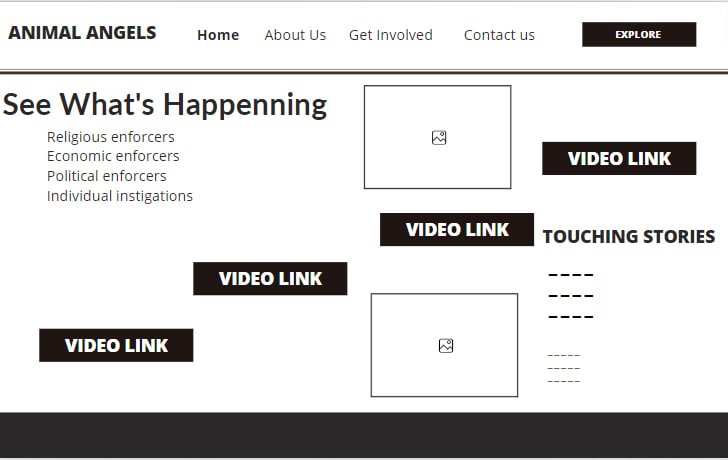 ANIMAL ANGELS
Home About Us Get Involved Contact us
EXPLORE
See What's Happenning
Religious enforcers
Economic enforcers
Political enforcers
Individual instigations
VIDEO LINK
VIDEO LINK
TOUCHING STORIES
VIDEO LINK
VIDEO LINK